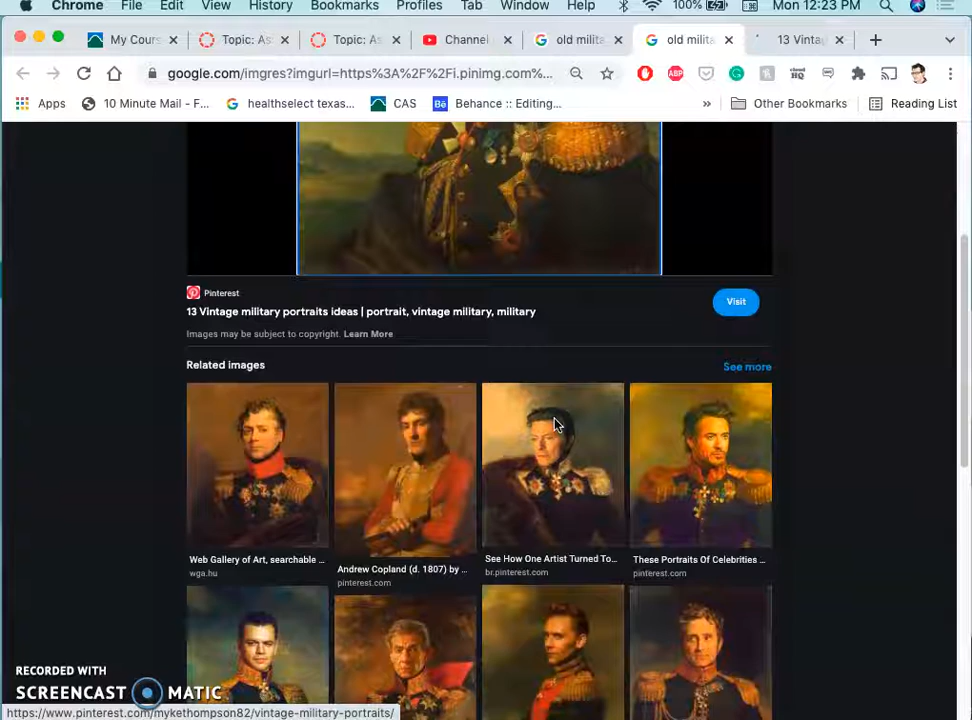 Chrome File Edit View History Bookmarks Profiles Tab Window Help 100% Mon 12:23 PM
My Cours Topic: As Topic: As Channel old milita old milita 13 Vintag
google.com/imgres?imgurl=https%3A%2F%2Fi.pinimg.com%...
Apps 10 Minute Mail - F... healthselect texas... CAS Behance :: Editing... » Other Bookmarks Reading List
Pinterest
13 Vintage military portraits ideas | portrait, vintage military, military
Visit
Images may be subject to copyright. Learn More
Related images
See more
Web Gallery of Art, searchable ...
wga.hu
Andrew Copland (d. 1807) by ...
pinterest.com
See How One Artist Turned To...
br.pinterest.com
These Portraits Of Celebrities ...
pinterest.com
RECORDED WITH
SCREENCAST MATIC
https://www.pinterest.com/mykethompson82/vintage-military-portraits/